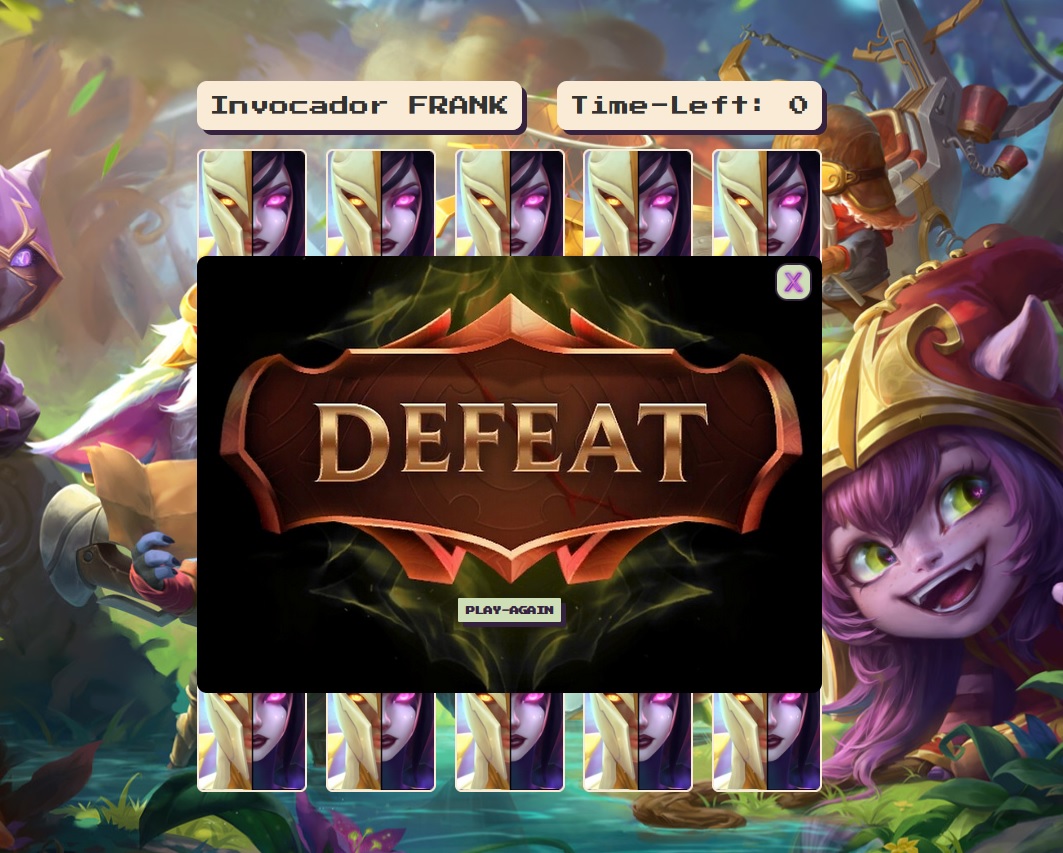 Invocador FRANK
Time-Left: 0
X
DEFEAT
PLAY-AGAIN